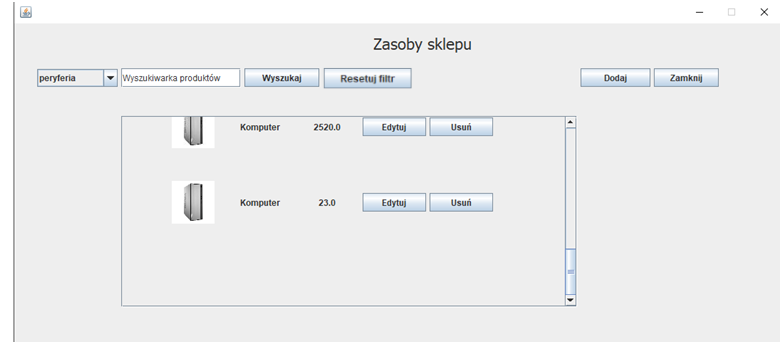 Zasoby sklepu
peryferia Wyszukiwarka produktów Wyszukaj Resetuj filtr Dodaj Zamknij
Komputer 2520.0 Edytuj Usuń
Komputer 23.0 Edytuj Usuń